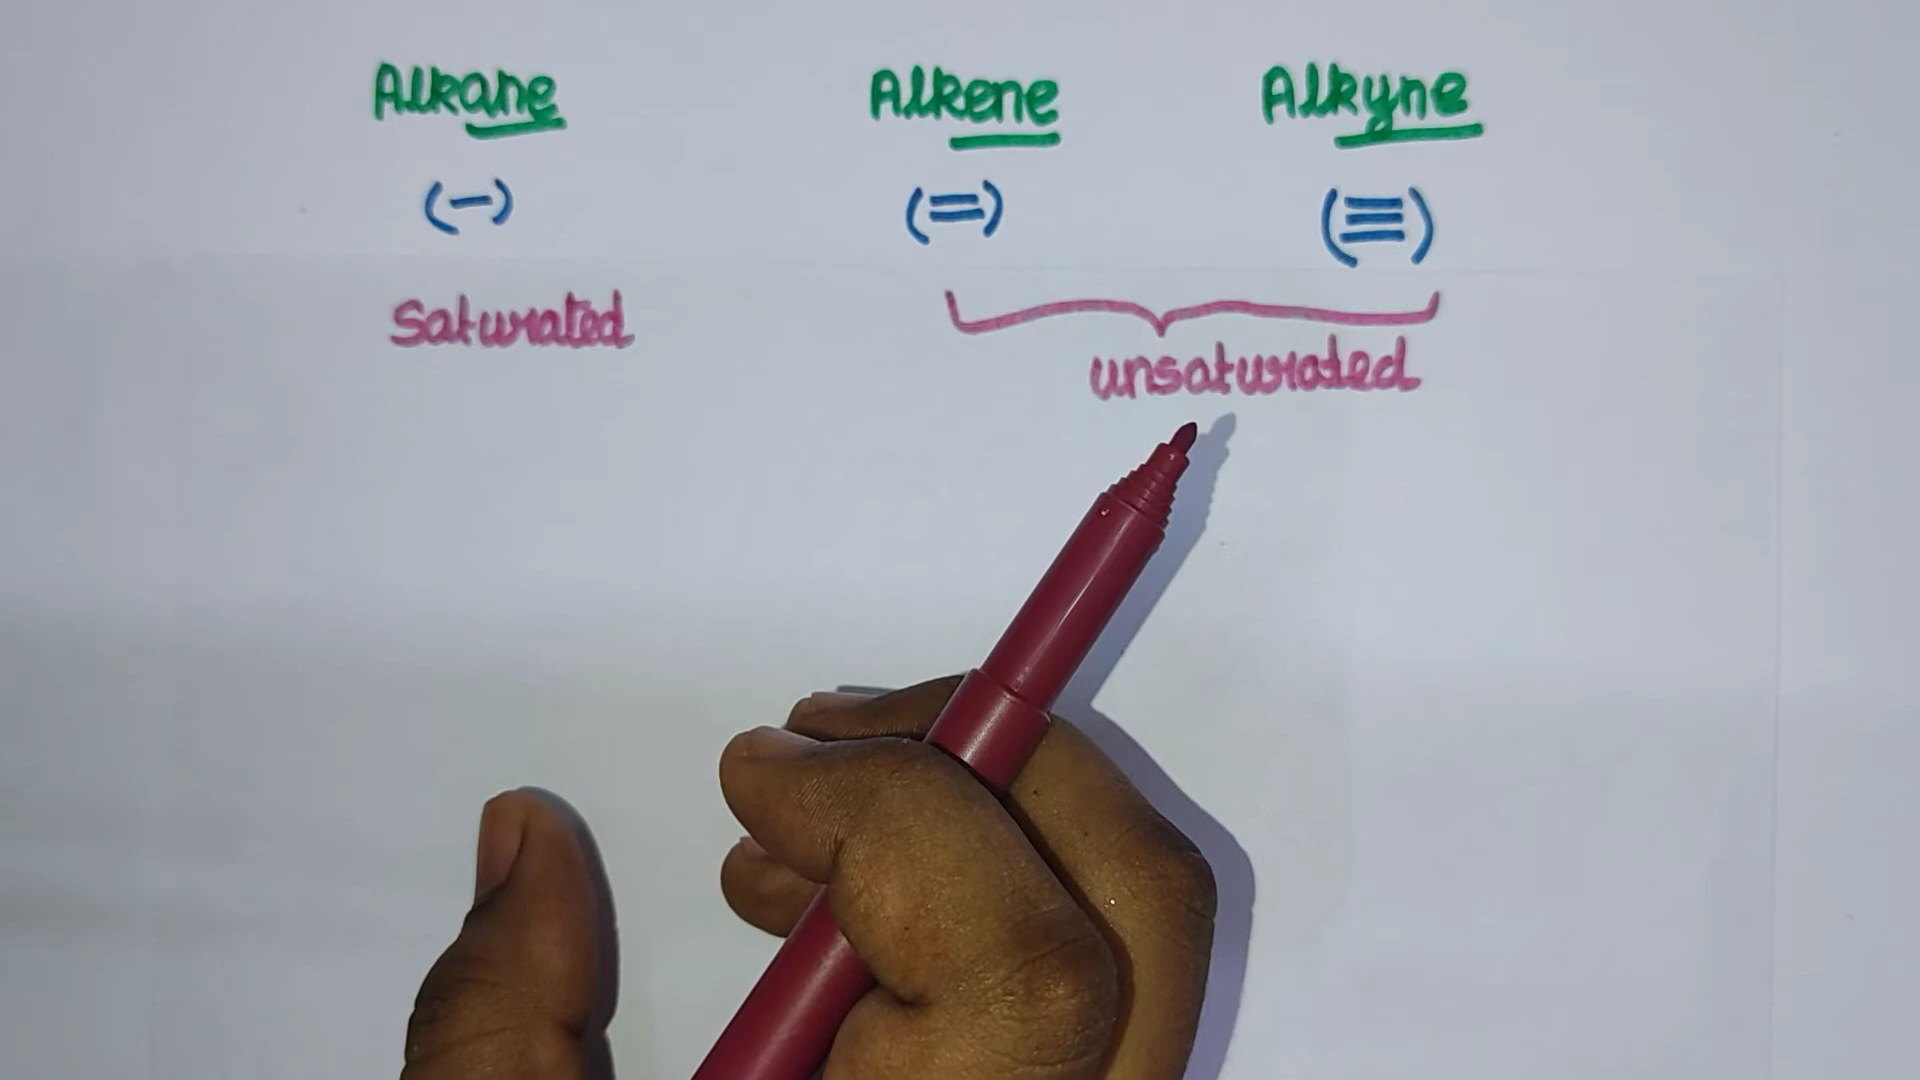 Alkane Alkene Alkyne
(-) (=) (≡)
Saturated
unsaturated